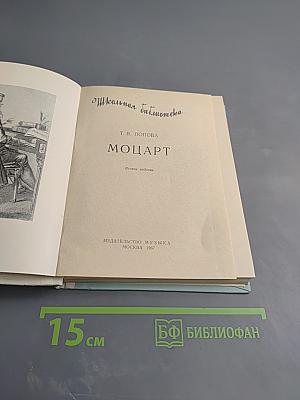 Школьная библиотека
Т. В. ПОПОВА
МОЦАРТ
ИЗДАТЕЛЬСТВО МУЗЫКА
МОСКВА 1967
15 см
БФ БИБЛИОФАН